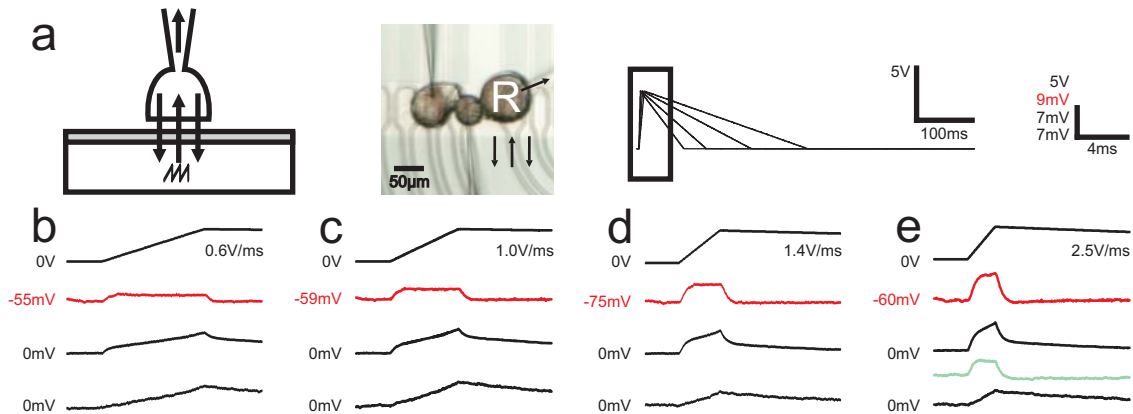 a
R
50µm
5V
100ms
5V
9mV
7mV
7mV
4ms
b
0V
0.6V/ms
-55mV
0mV
0mV
c
0V
1.0V/ms
-59mV
0mV
0mV
d
0V
1.4V/ms
-75mV
0mV
0mV
e
0V
2.5V/ms
-60mV
0mV
0mV